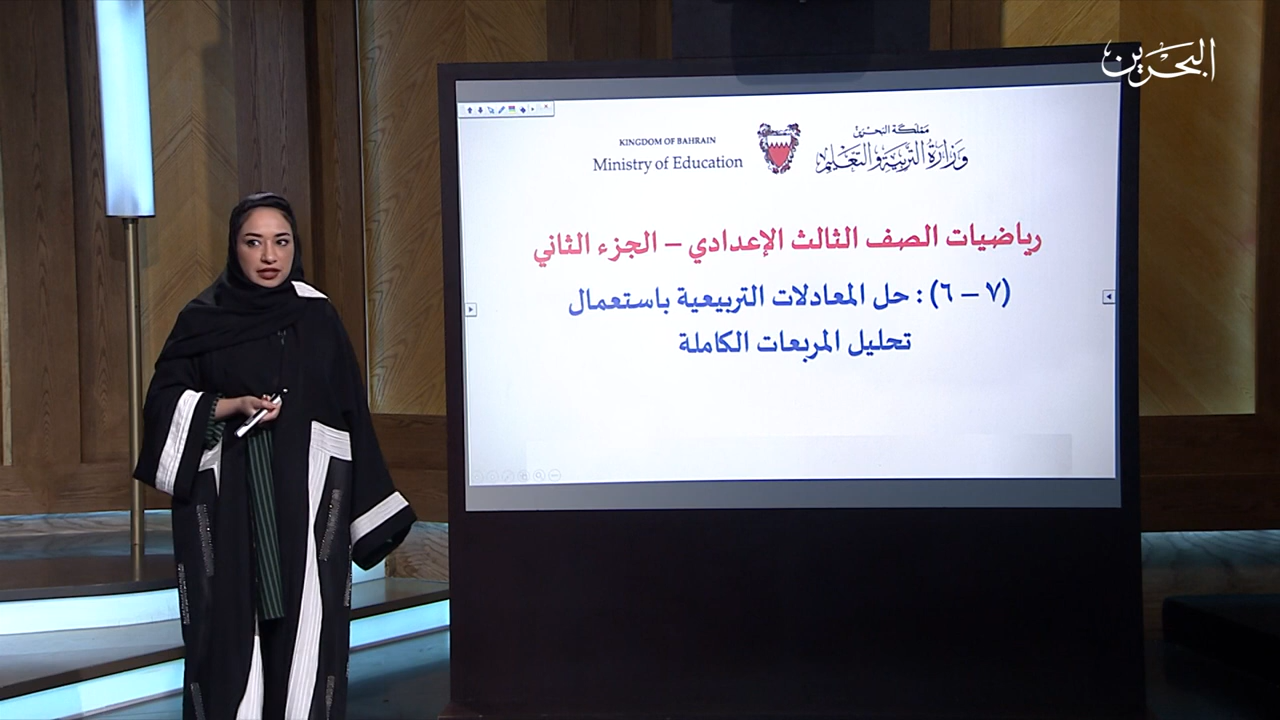 البحرين
KINGDOM OF BAHRAIN
Ministry of Education
مملكة البحرين
وزارة التربية والتعليم
رياضيات الصف الثالث الإعدادي – الجزء الثاني
(٧ – ٦) : حل المعادلات التربيعية باستعمال
تحليل المربعات الكاملة